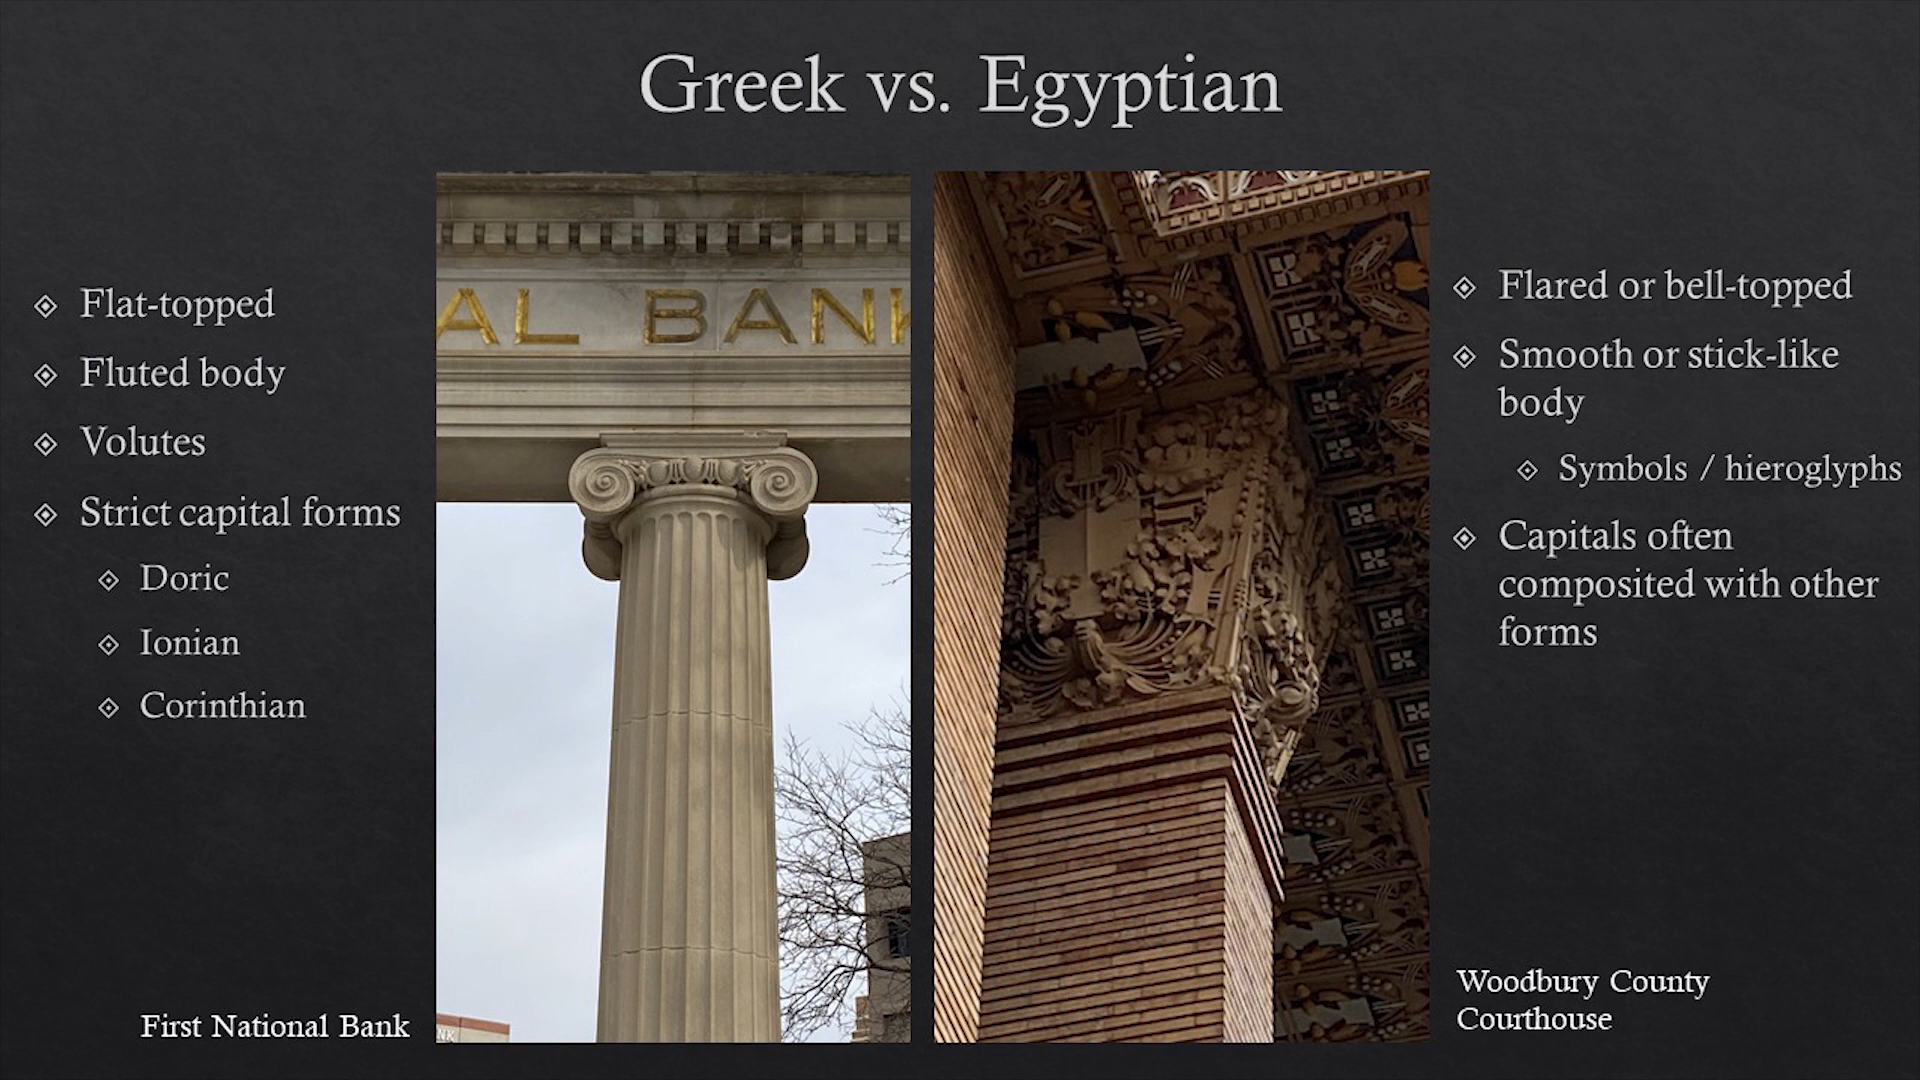 Greek vs. Egyptian
Flat-topped
Fluted body
Volutes
Strict capital forms
Doric
Ionian
Corinthian
First National Bank
AL BANK
NK
Flared or bell-topped
Smooth or stick-like
body
Symbols / hieroglyphs
Capitals often
composited with other
forms
Woodbury County
Courthouse